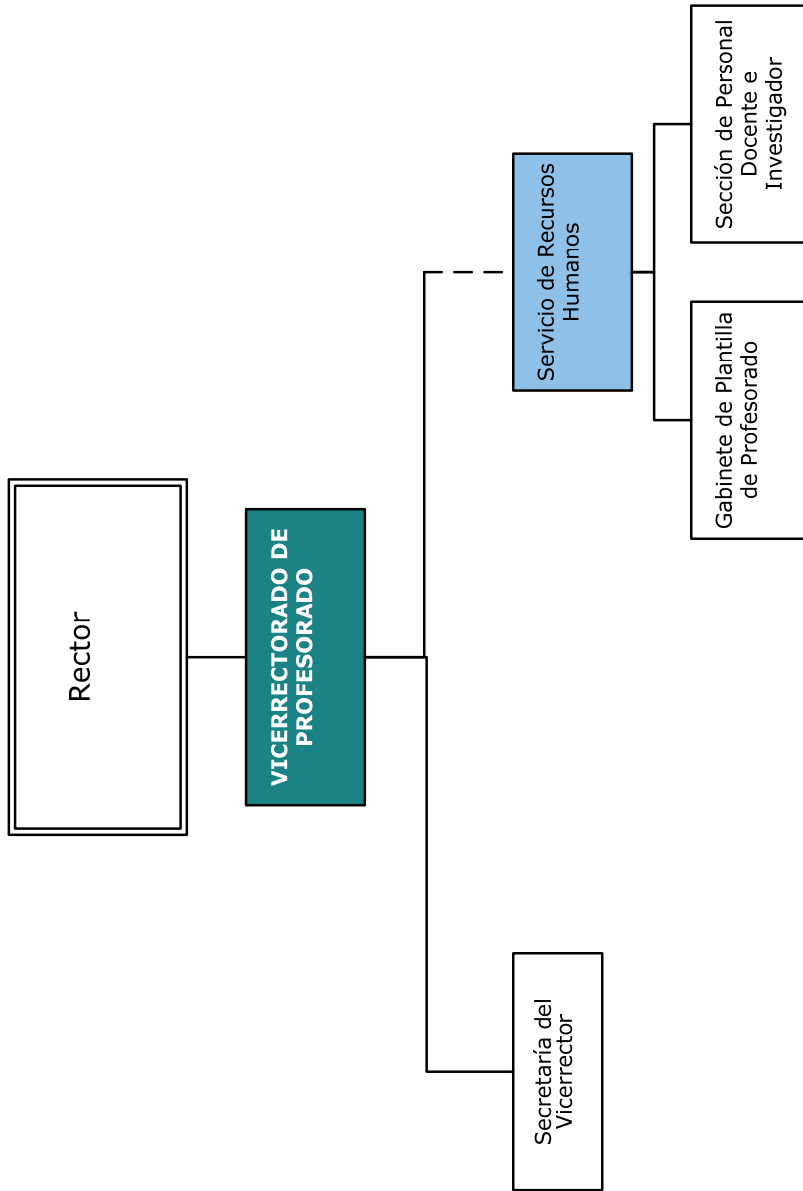 Rector
VICERRECTORADO DE
PROFESORADO
Secretaría del
Vicerrector
Servicio de Recursos
Humanos
Gabinete de Plantilla
de Profesorado
Sección de Personal
Docente e
Investigador